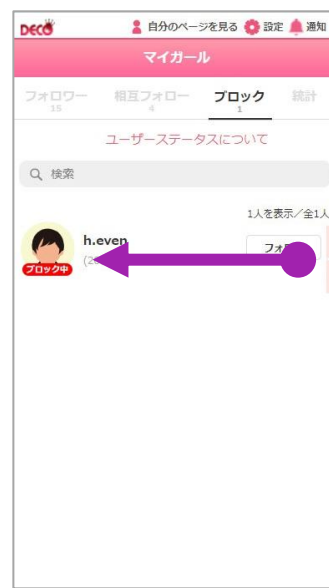 DECO 自分のページを見る 設定 通知
マイガール
フォロワー 相互フォロー ブロック 統計
15 4 1
ユーザーステータスについて
検索
1人を表示／全1人
h.even
ブロック中